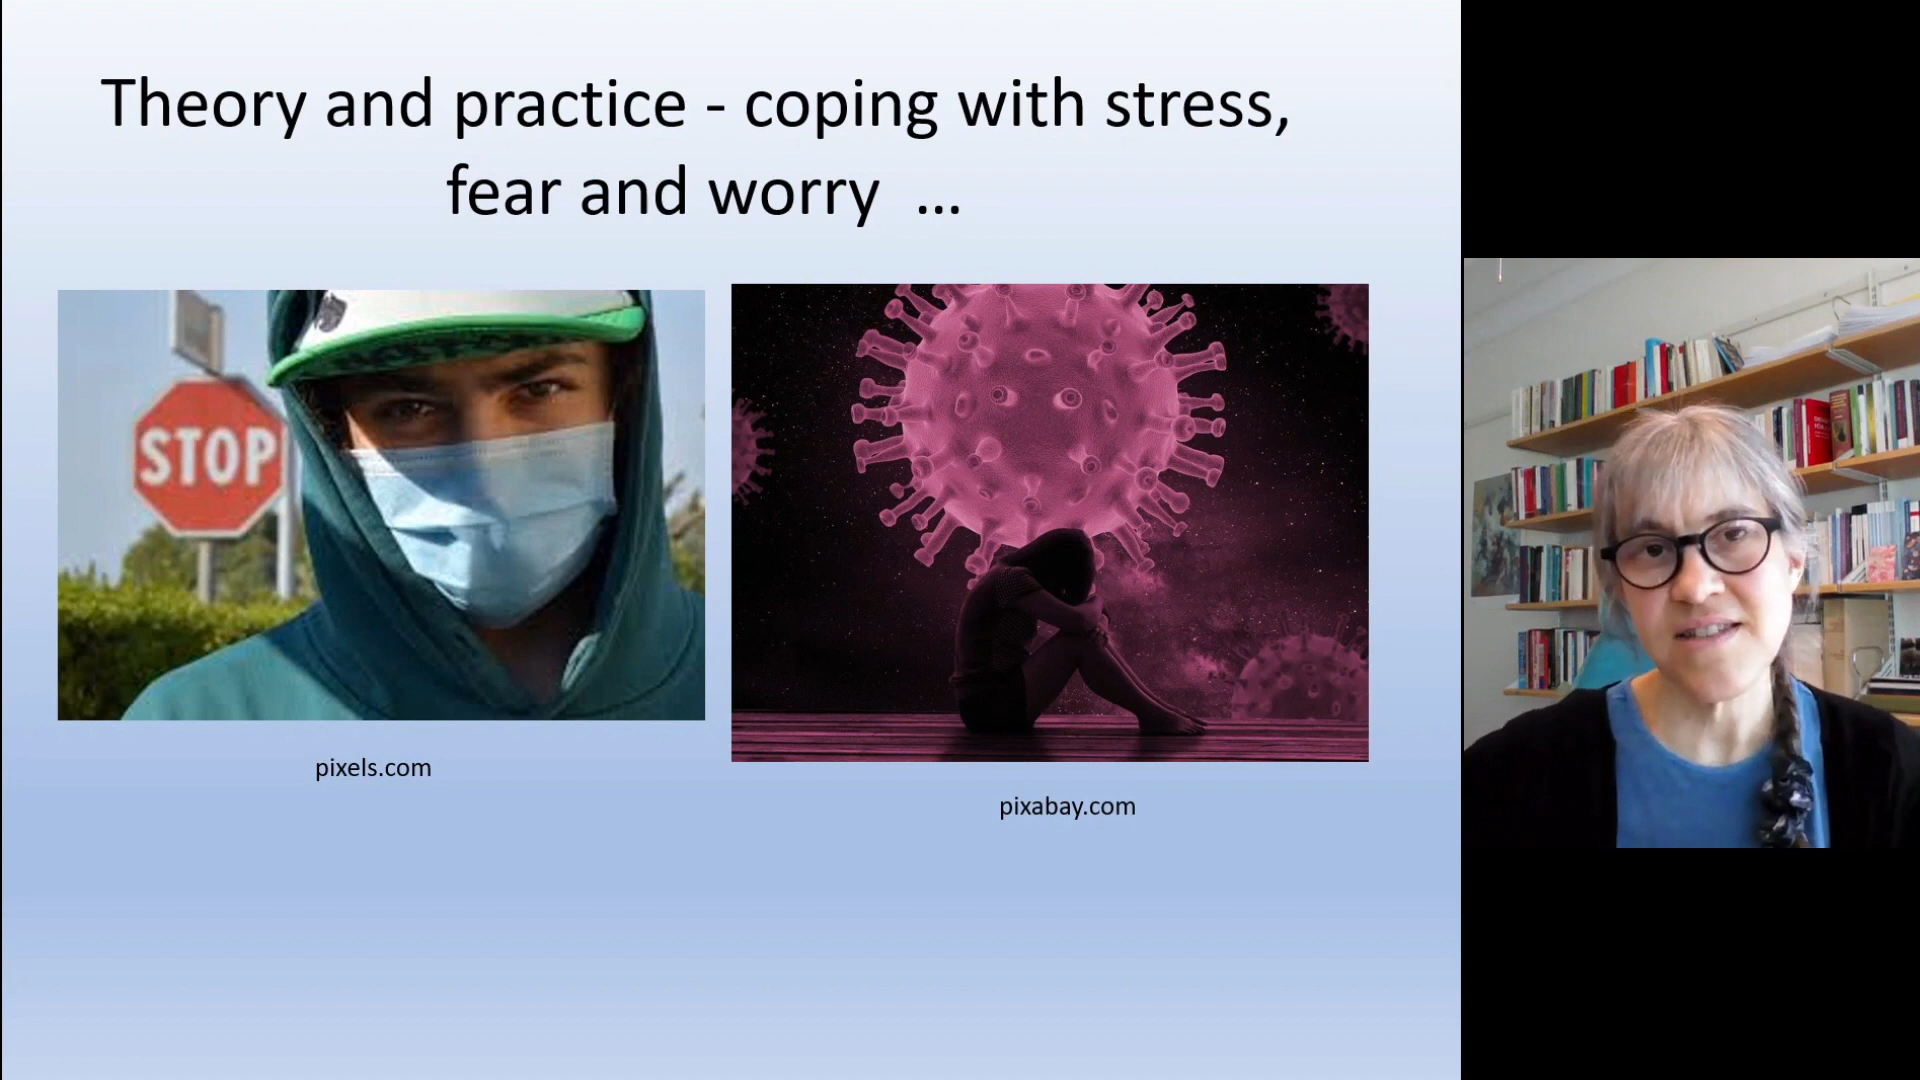 Theory and practice - coping with stress,
fear and worry ...
STOP
pixels.com
pixabay.com